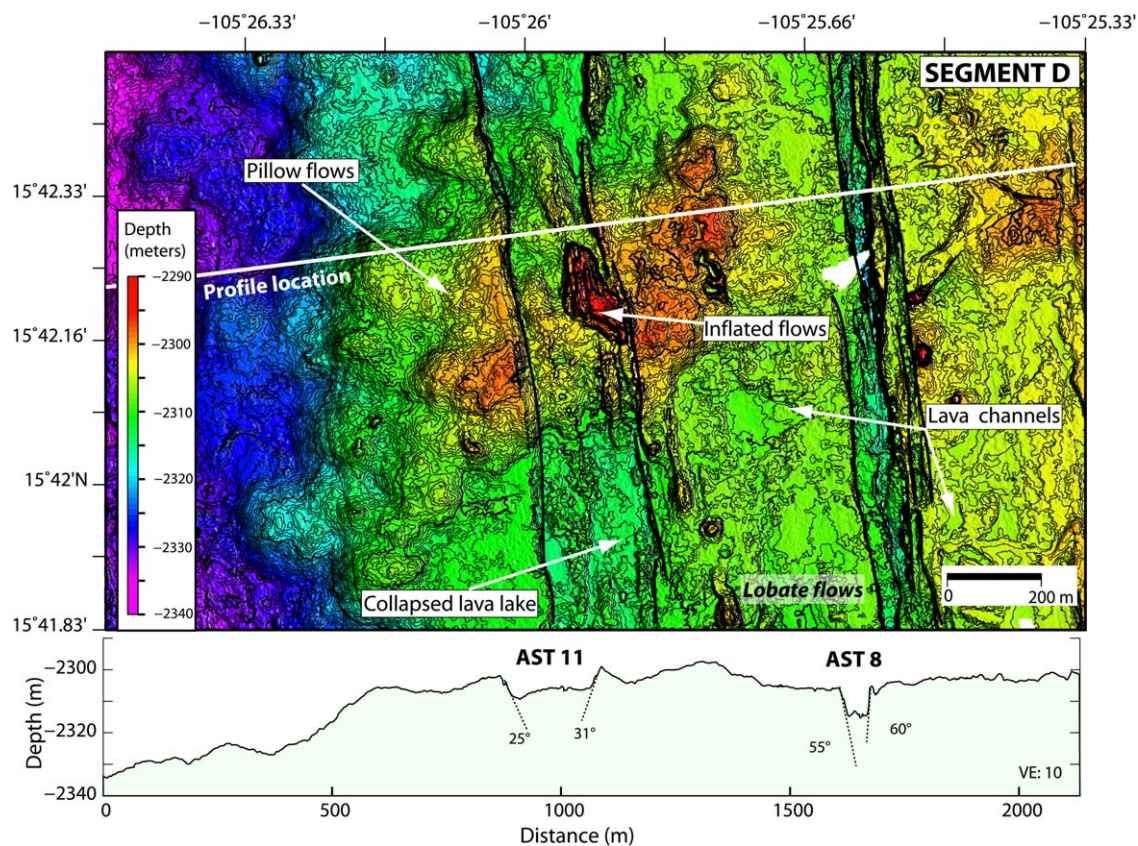 −105°26.33'
−105°26'
−105°25.66'
−105°25.33'
SEGMENT D
Pillow flows
15°42.33'
Depth
(meters)
−2290
Profile location
−2300
Inflated flows
15°42.16'
−2310
Lava channels
−2320
15°42'N
−2330
Collapsed lava lake
Lobate flows
0
200 m
−2340
15°41.83'
AST 11
AST 8
−2300
−2320
−2340
Depth (m)
25°
31°
55°
60°
VE: 10
0
500
1000
1500
2000
Distance (m)